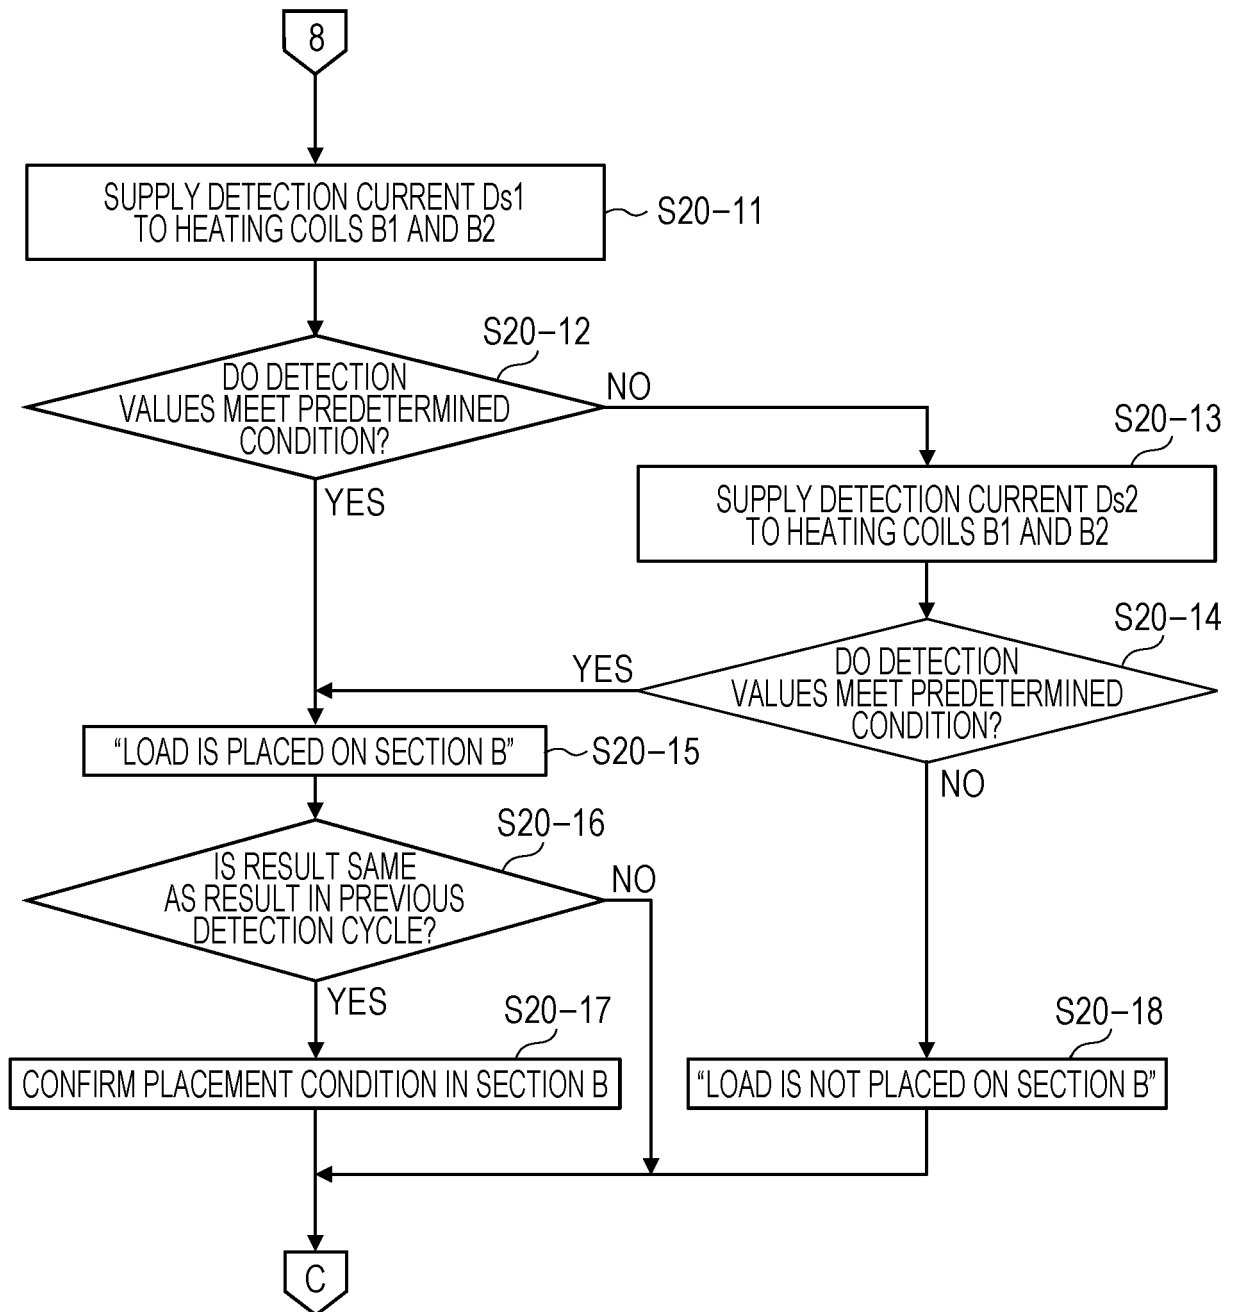 8
SUPPLY DETECTION CURRENT Ds1
TO HEATING COILS B1 AND B2
S20-11
S20-12
DO DETECTION
VALUES MEET PREDETERMINED
CONDITION?
NO
YES
S20-13
SUPPLY DETECTION CURRENT Ds2
TO HEATING COILS B1 AND B2
S20-14
DO DETECTION
VALUES MEET PREDETERMINED
CONDITION?
YES
NO
“LOAD IS PLACED ON SECTION B”
S20-15
S20-16
IS RESULT SAME
AS RESULT IN PREVIOUS
DETECTION CYCLE?
NO
YES
S20-17
CONFIRM PLACEMENT CONDITION IN SECTION B
S20-18
“LOAD IS NOT PLACED ON SECTION B”
C